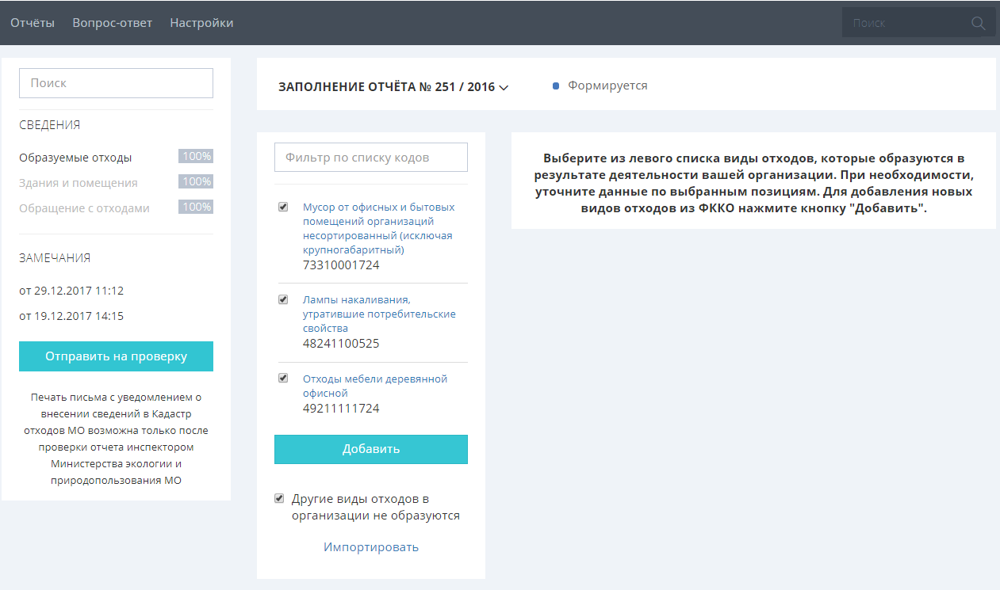 Отчёты Вопрос-ответ Настройки Поиск
Поиск
СВЕДЕНИЯ
Образуемые отходы 100%
Здания и помещения 100%
Обращение с отходами 100%
ЗАМЕЧАНИЯ
от 29.12.2017 11:12
от 19.12.2017 14:15
Отправить на проверку
Печать письма с уведомлением о
внесении сведений в Кадастр
отходов МО возможна только после
проверки отчета инспектором
Министерства экологии и
природопользования МО
ЗАПОЛНЕНИЕ ОТЧЁТА № 251 / 2016 Формируется
Фильтр по списку кодов
Мусор от офисных и бытовых
помещений организаций
несортированный (исключая
крупногабаритный)
73310001724
Лампы накаливания,
утратившие потребительские
свойства
48241100525
Отходы мебели деревянной
офисной
49211111724
Добавить
Другие виды отходов в
организации не образуются
Импортировать
Выберите из левого списка виды отходов, которые образуются в
результате деятельности вашей организации. При необходимости,
уточните данные по выбранным позициям. Для добавления новых
видов отходов из ФККО нажмите кнопку "Добавить".